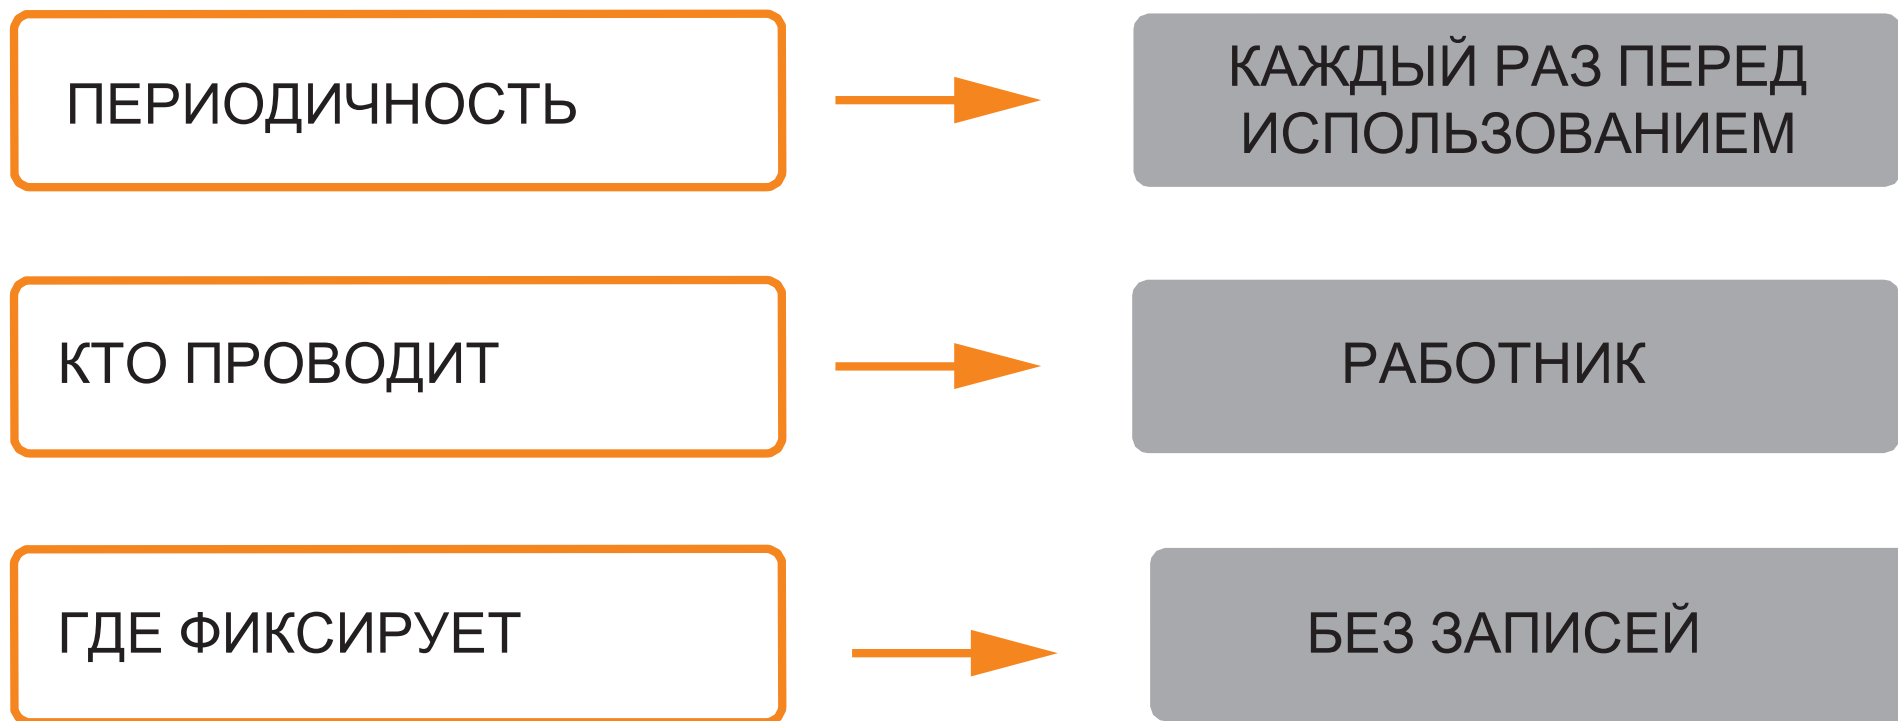 ПЕРИОДИЧНОСТЬ
КАЖДЫЙ РАЗ ПЕРЕД
ИСПОЛЬЗОВАНИЕМ
КТО ПРОВОДИТ
РАБОТНИК
ГДЕ ФИКСИРУЕТ
БЕЗ ЗАПИСЕЙ